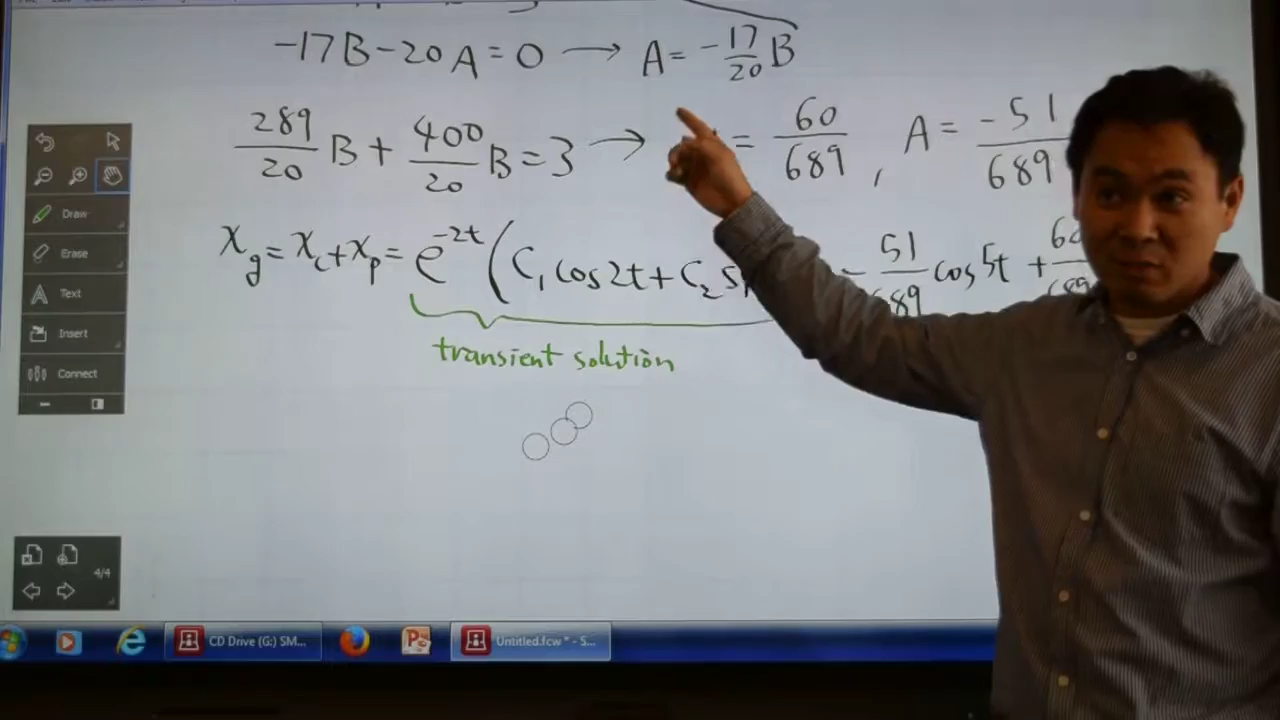 -17B-20A=0 → A= -17/20 B
289/20 B + 400/20 B = 3 → = 60/689 , A = -51/689
x_g = x_c + x_p = e^{-2t} ( C_1 cos2t + C_2 - 51/689 cos 5t +
transient solution
Draw
Erase
Text
Insert
Connect
4/4
CD Drive (G:) SM...
Untitled.fcw * - S...